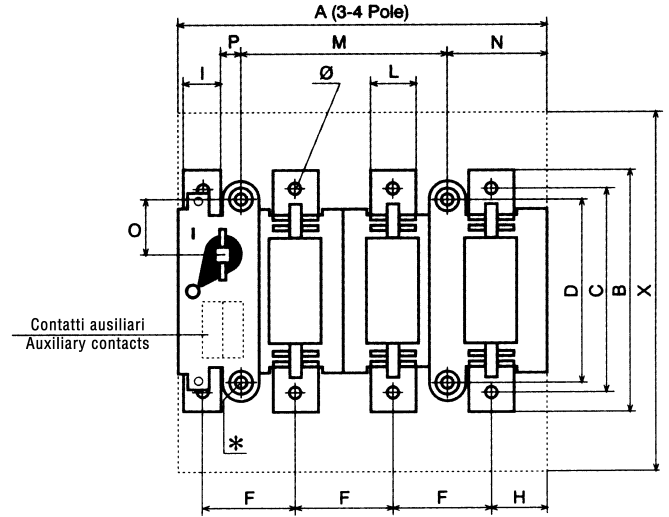 A (3-4 Pole)
P M N
I Ø L
O I
D C B X
Contatti ausiliari
Auxiliary contacts
*
F F F H